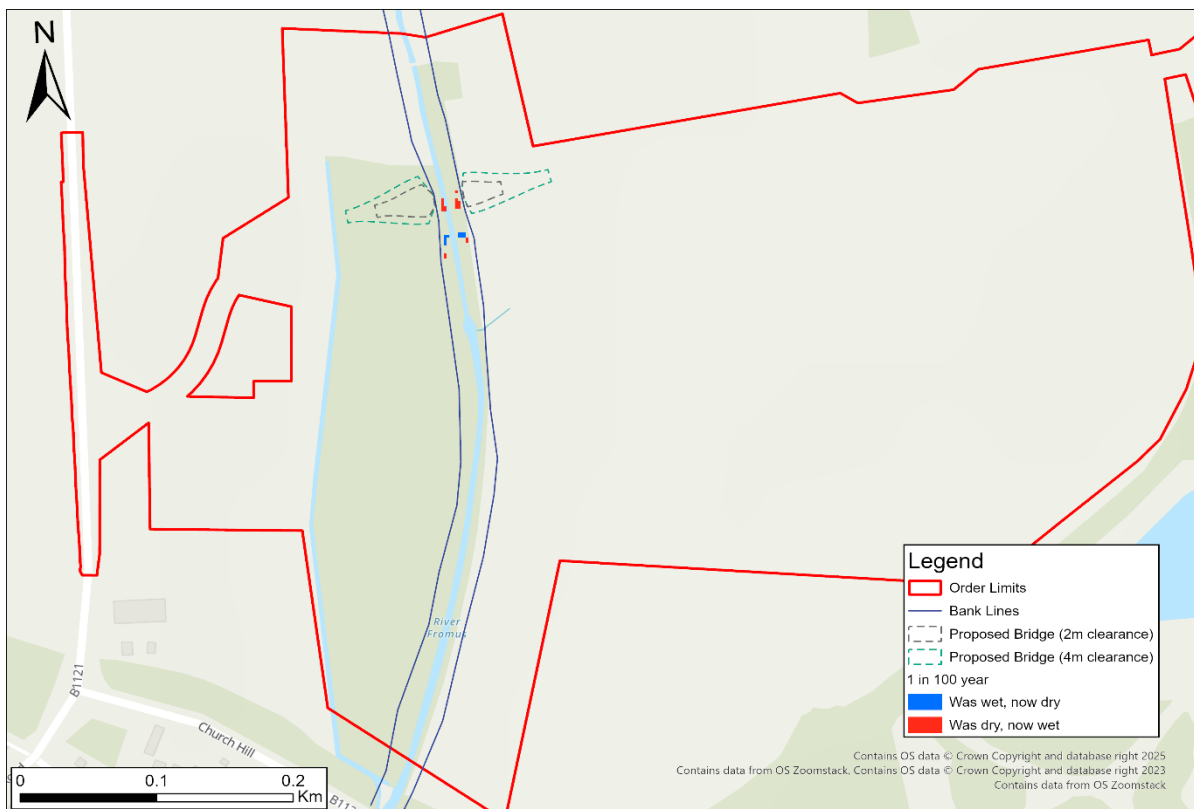 N
River
Fromus
B1121
Church Hill
0
0.1
0.2
Km
Legend
Order Limits
Bank Lines
Proposed Bridge (2m clearance)
Proposed Bridge (4m clearance)
1 in 100 year
Was wet, now dry
Was dry, now wet
Contains OS data © Crown Copyright and database right 2025
Contains data from OS Zoomstack, Contains OS data © Crown Copyright and database right 2023
Contains data from OS Zoomstack